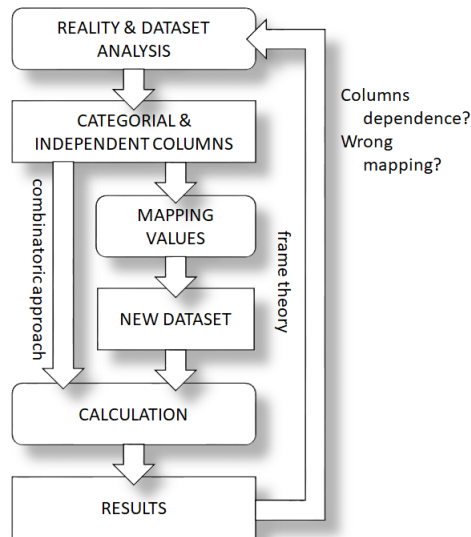 REALITY & DATASET
ANALYSIS
Columns
dependence?
Wrong
mapping?
CATEGORIAL &
INDEPENDENT COLUMNS
combinatoric approach
MAPPING
VALUES
frame theory
NEW DATASET
CALCULATION
RESULTS